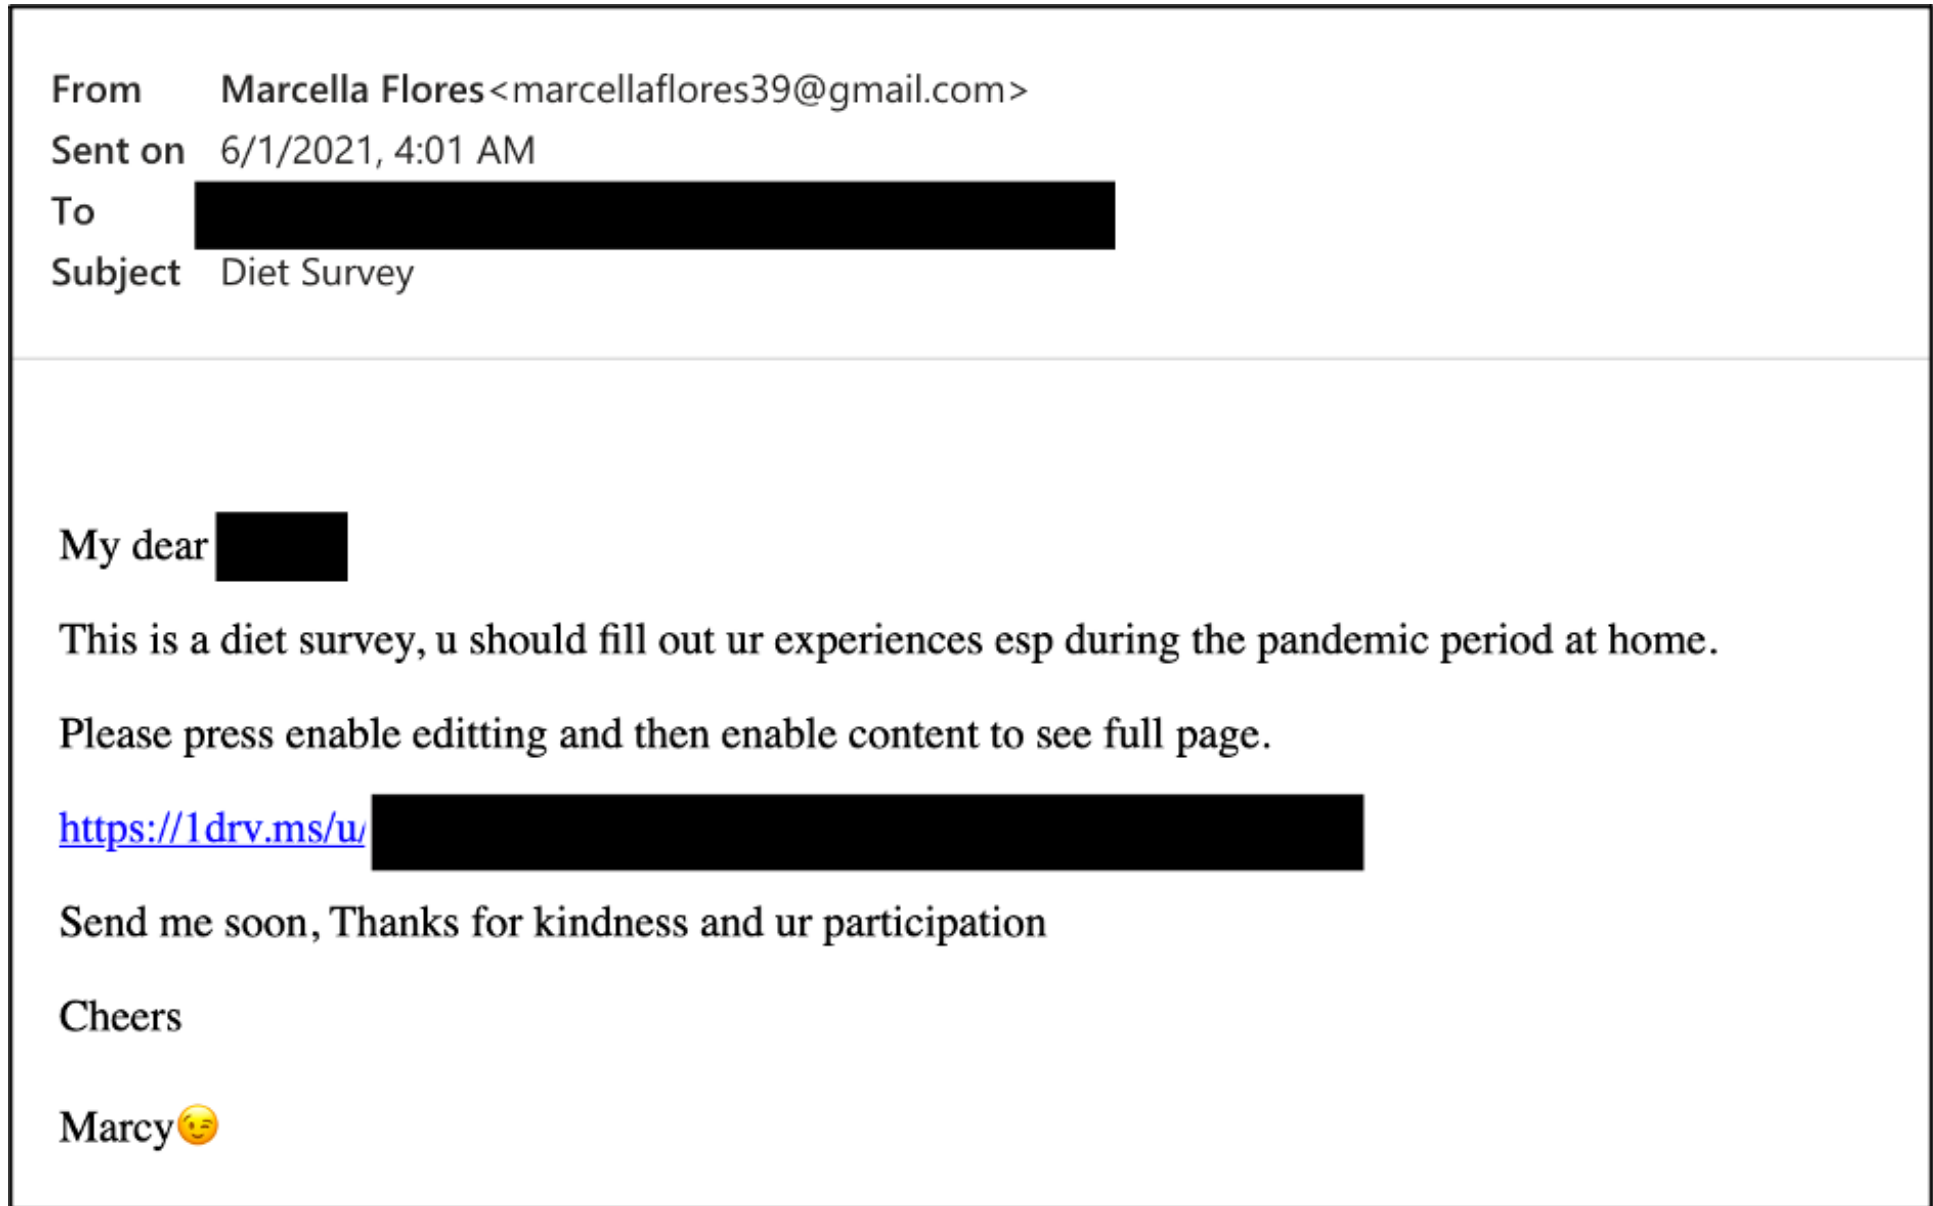 From Marcella Flores<marcellaflores39@gmail.com>
Sent on 6/1/2021, 4:01 AM
To
Subject Diet Survey
My dear
This is a diet survey, u should fill out ur experiences esp during the pandemic period at home.
Please press enable editting and then enable content to see full page.
https://1drv.ms/u/
Send me soon, Thanks for kindness and ur participation
Cheers
Marcy😉